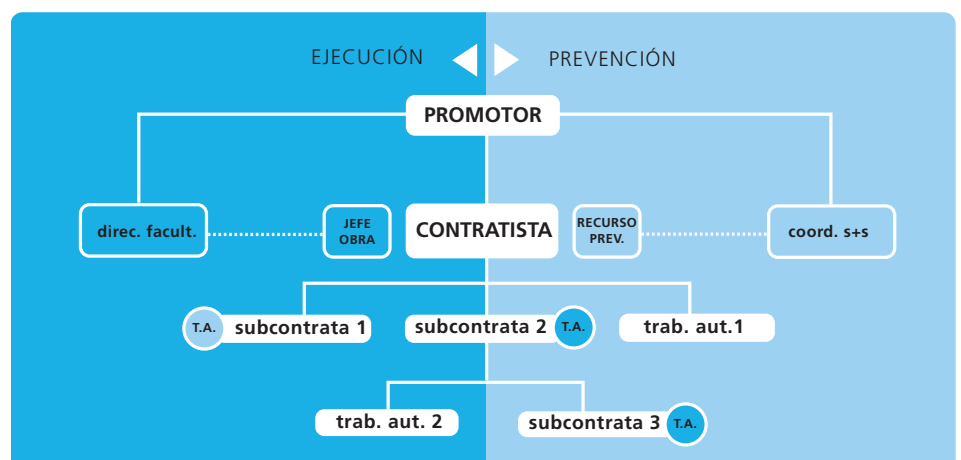 EJECUCIÓN
PREVENCIÓN
PROMOTOR
direc. facult.
JEFE
OBRA
CONTRATISTA
RECURSO
PREV.
coord. s+s
T.A.
subcontrata 1
subcontrata 2
T.A.
trab. aut.1
trab. aut. 2
subcontrata 3
T.A.